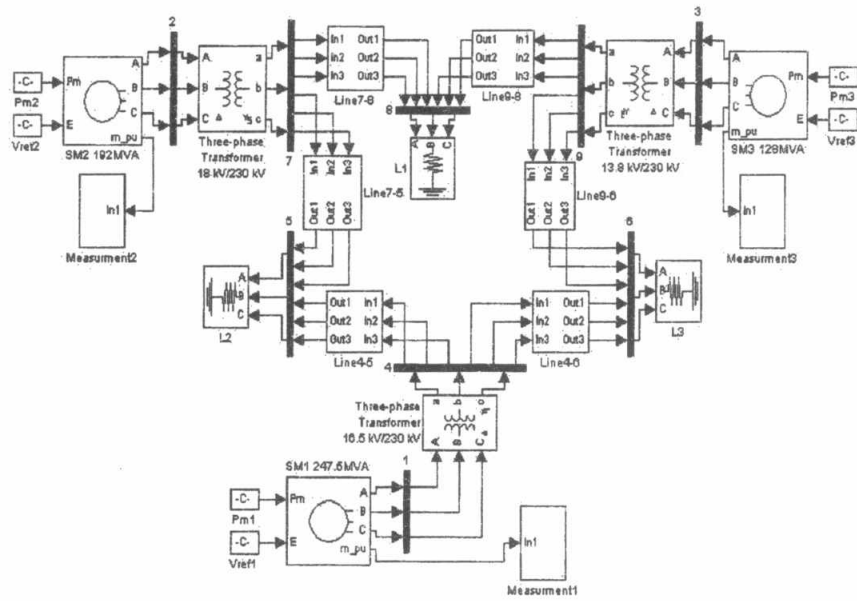 2
3
A
B
C
Pm
E
m_pu
SM2 192MVA
-C-
Pm2
-C-
Vref2
In1
Measurment2
A
B
C
a
b
c
Three-phase
Transformer
18 kV/230 kV
7
In1
In2
In3
Out1
Out2
Out3
Line7-8
8
A
B
C
L1
Out1
Out2
Out3
In1
In2
In3
Line9-8
9
a
b
c
A
B
C
Three-phase
Transformer
13.8 kV/230 kV
A
B
C
Pm
E
m_pu
SM3 128MVA
-C-
Pm3
-C-
Vref3
In1
Measurment3
In1
In2
In3
Out1
Out2
Out3
Line7-5
In1
In2
In3
Out1
Out2
Out3
Line9-6
5
A
B
C
L2
Out1
Out2
Out3
In1
In2
In3
Line4-5
4
In1
In2
In3
Out1
Out2
Out3
Line4-6
6
A
B
C
L3
Three-phase
Transformer
16.5 kV/230 kV
a
b
c
A
B
C
1
SM1 247.5MVA
-C-
Pm1
-C-
Vref1
Pm
E
A
B
C
m_pu
In1
Measurment1